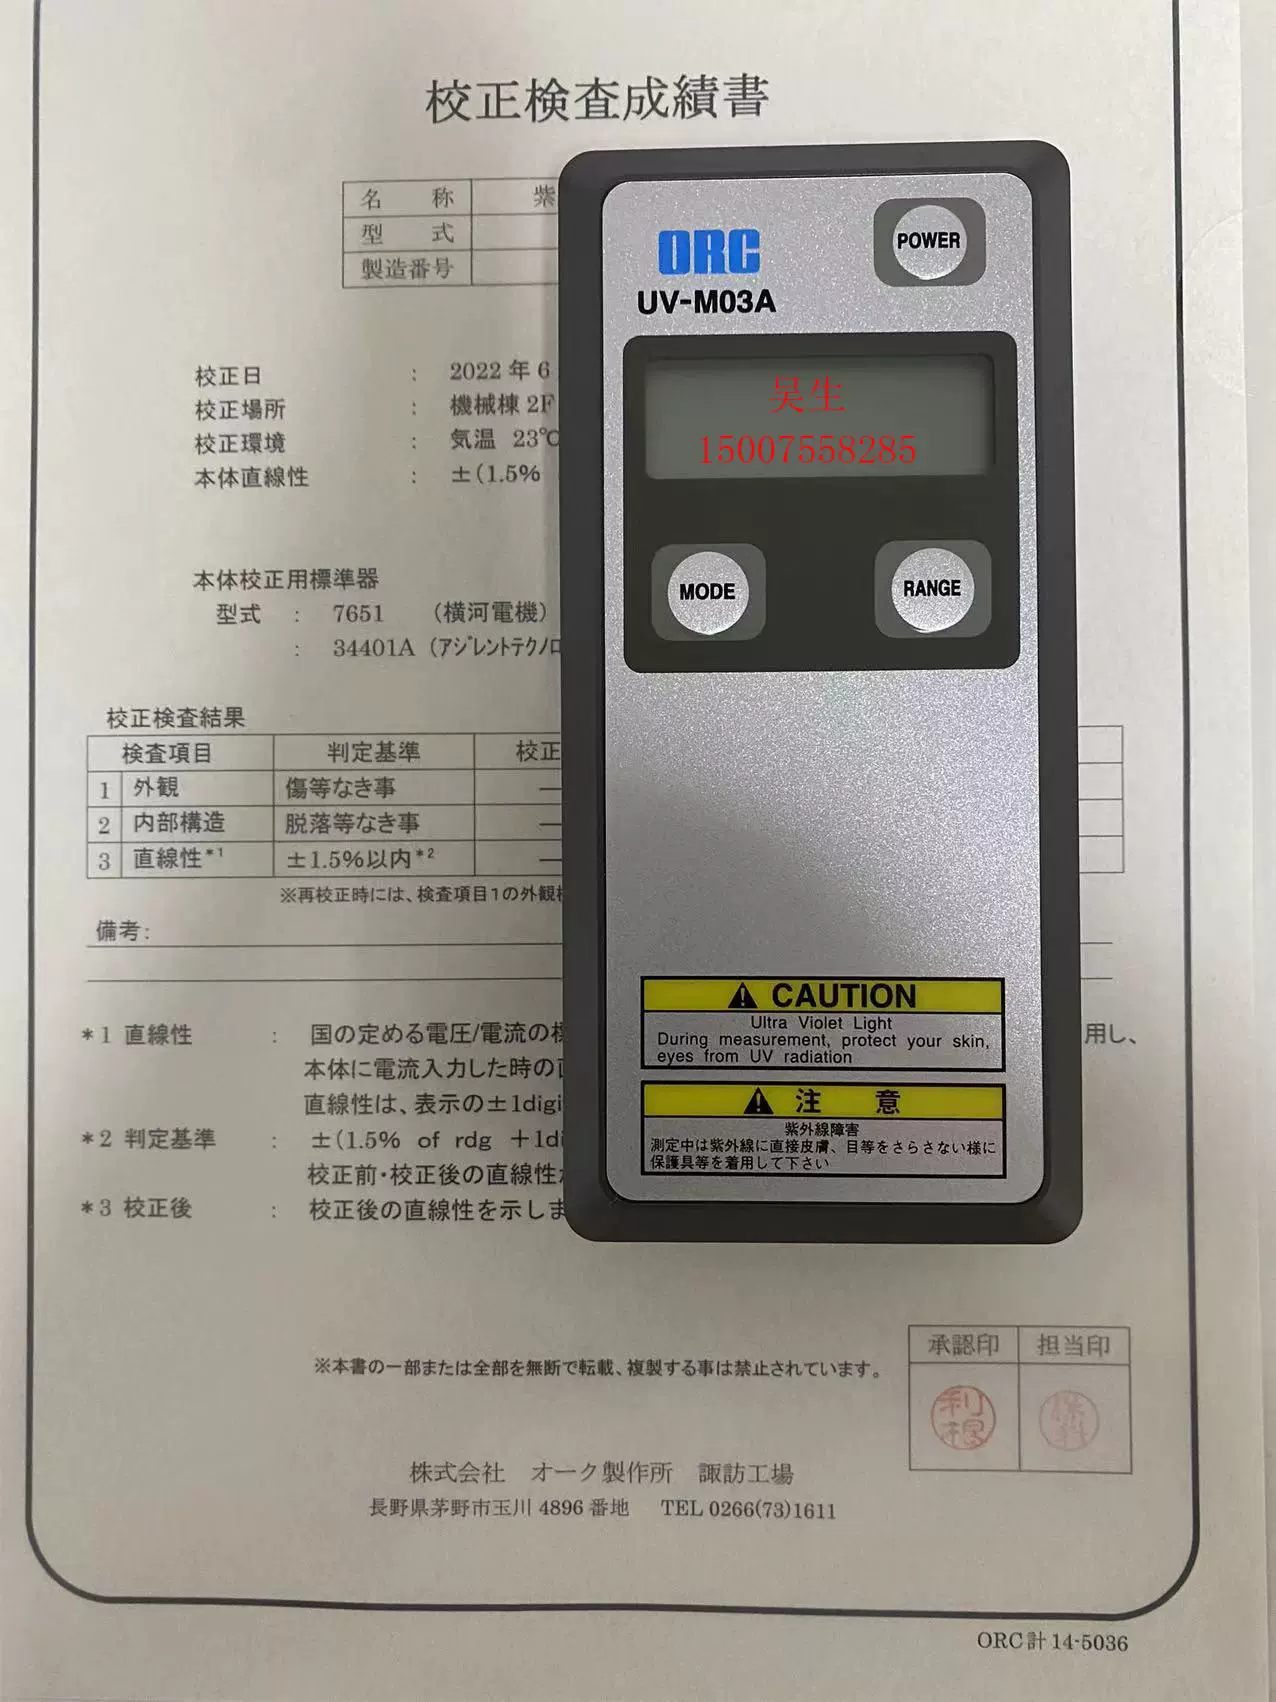 校正検査成績書
名 称 紫
型 式
製造番号
校正日 : 2022 年 6
校正場所 : 機械棟 2F
校正環境 : 気温 23℃
本体直線性 : ±(1.5%
本体校正用標準器
型式 : 7651 (横河電機)
: 34401A (アジレントテクノロ
校正検査結果
検査項目 判定基準 校正
1 外観 傷等なき事 —
2 内部構造 脱落等なき事 —
3 直線性*1 ±1.5%以内*2 —
※再校正時には、検査項目1の外観
備考:
*1 直線性 : 国の定める電圧/電流の標 用し、
本体に電流入力した時の直
直線性は、表示の±1digi
*2 判定基準 : ±(1.5% of rdg +1di
校正前・校正後の直線性が
*3 校正後 : 校正後の直線性を示しま
※本書の一部または全部を無断で転載、複製する事は禁止されています。
承認印 担当印
利根
株式会社 オーク製作所 諏訪工場
長野県茅野市玉川 4896 番地 TEL 0266(73)1611
ORC計 14-5036
ORC
UV-M03A
POWER
吴生
15007558285
MODE
RANGE
CAUTION
Ultra Violet Light
During measurement, protect your skin,
eyes from UV radiation
注 意
紫外線障害
測定中は紫外線に直接皮膚、目等をさらさない様に
保護具等を着用して下さい